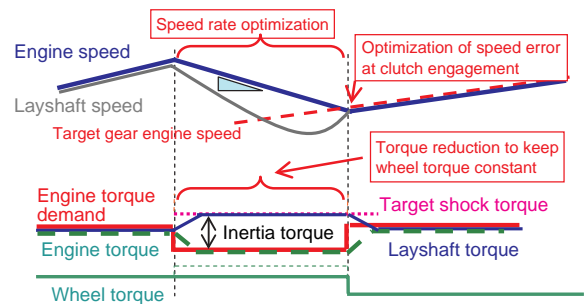 Speed rate optimization
Engine speed
Optimization of speed error
at clutch engagement
Layshaft speed
Target gear engine speed
Torque reduction to keep
wheel torque constant
Engine torque
demand
Target shock torque
Inertia torque
Engine torque
Layshaft torque
Wheel torque